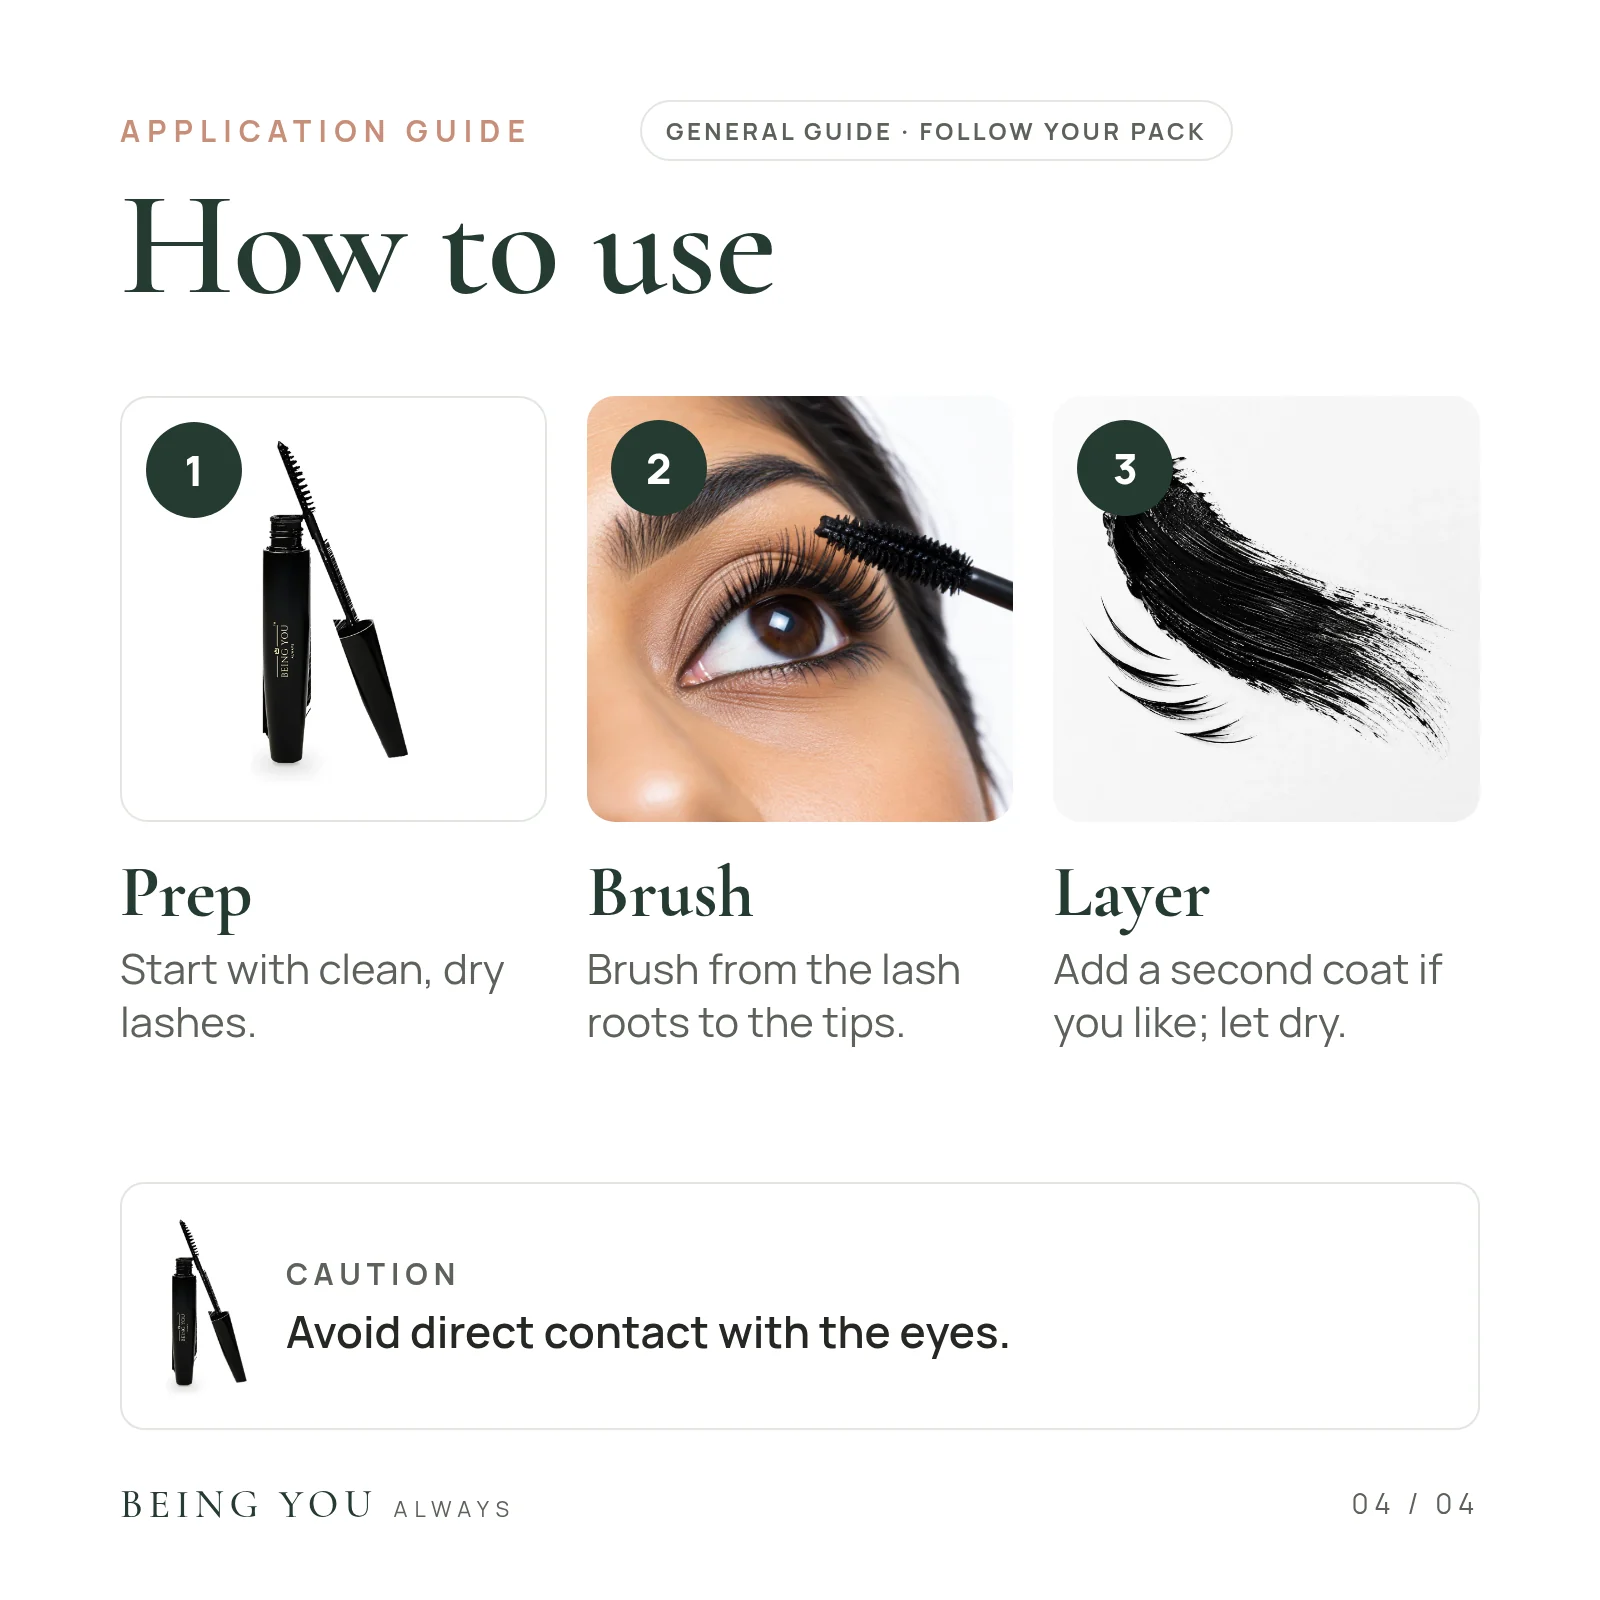 APPLICATION GUIDE
GENERAL GUIDE · FOLLOW YOUR PACK
How to use
1
BEING YOU
2
3
Prep
Start with clean, dry
lashes.
Brush
Brush from the lash
roots to the tips.
Layer
Add a second coat if
you like; let dry.
CAUTION
Avoid direct contact with the eyes.
BEING YOU ALWAYS
04 / 04